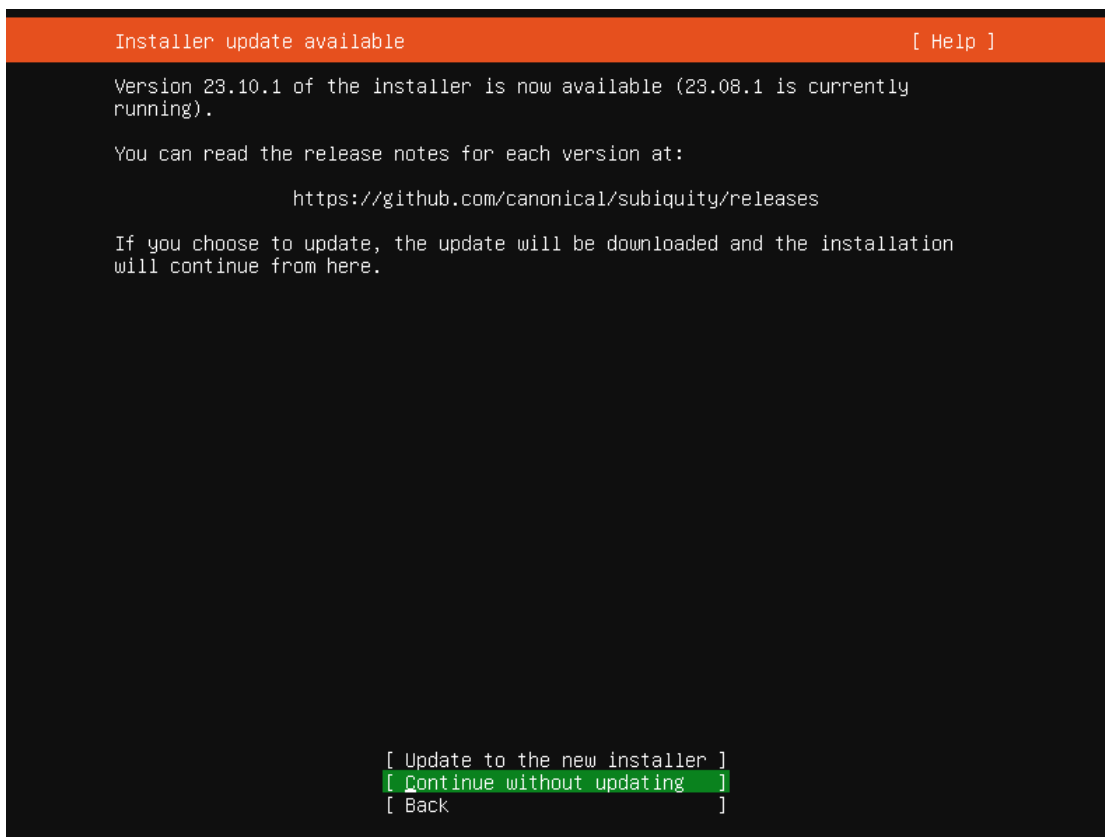 Installer update available [ Help ]
Version 23.10.1 of the installer is now available (23.08.1 is currently
running).
You can read the release notes for each version at:
https://github.com/canonical/subiquity/releases
If you choose to update, the update will be downloaded and the installation
will continue from here.
[ Update to the new installer ]
[ Continue without updating ]
[ Back ]